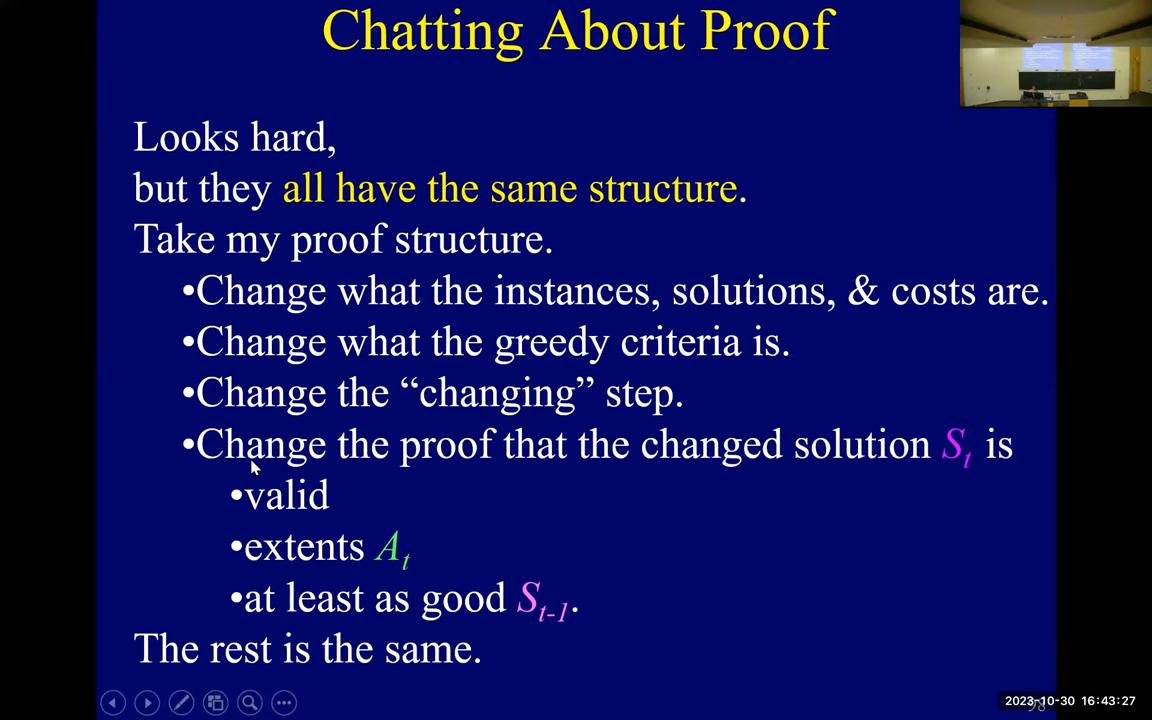 Chatting About Proof
Looks hard,
but they all have the same structure.
Take my proof structure.
•Change what the instances, solutions, & costs are.
•Change what the greedy criteria is.
•Change the “changing” step.
•Change the proof that the changed solution St is
•valid
•extents At
•at least as good St-1.
The rest is the same.
2023-10-30 16:43:27